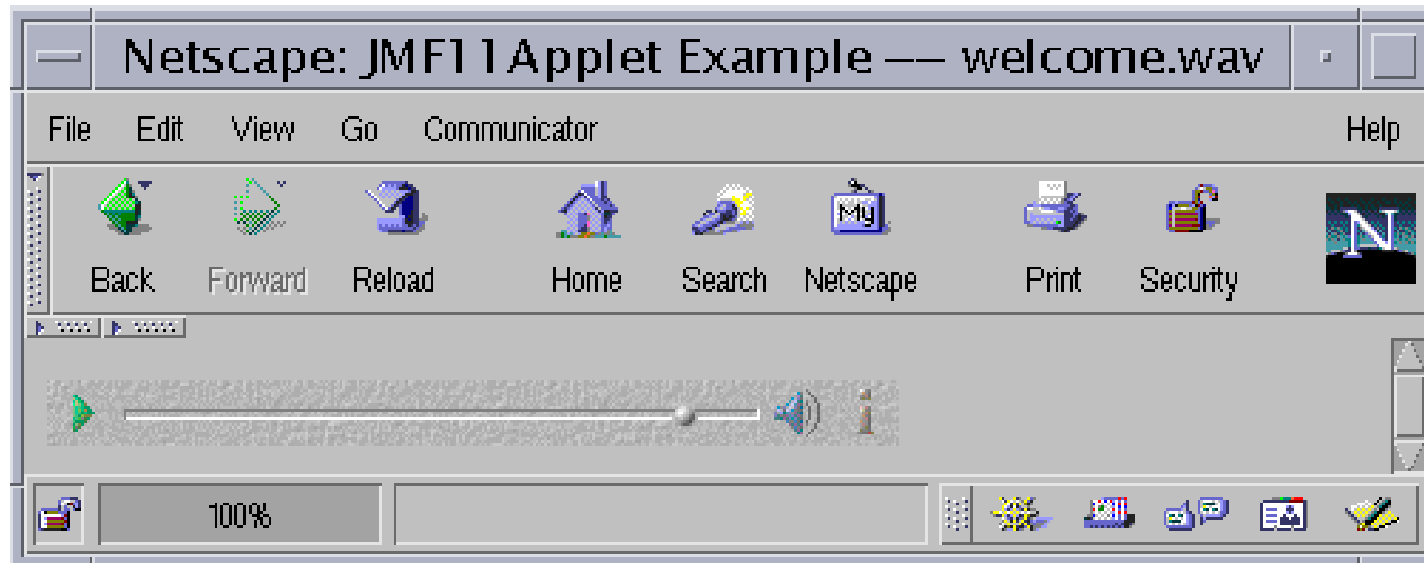 Netscape: JMF11Applet Example –– welcome.wav
File Edit View Go Communicator Help
My N
Back Forward Reload Home Search Netscape Print Security
i
100%